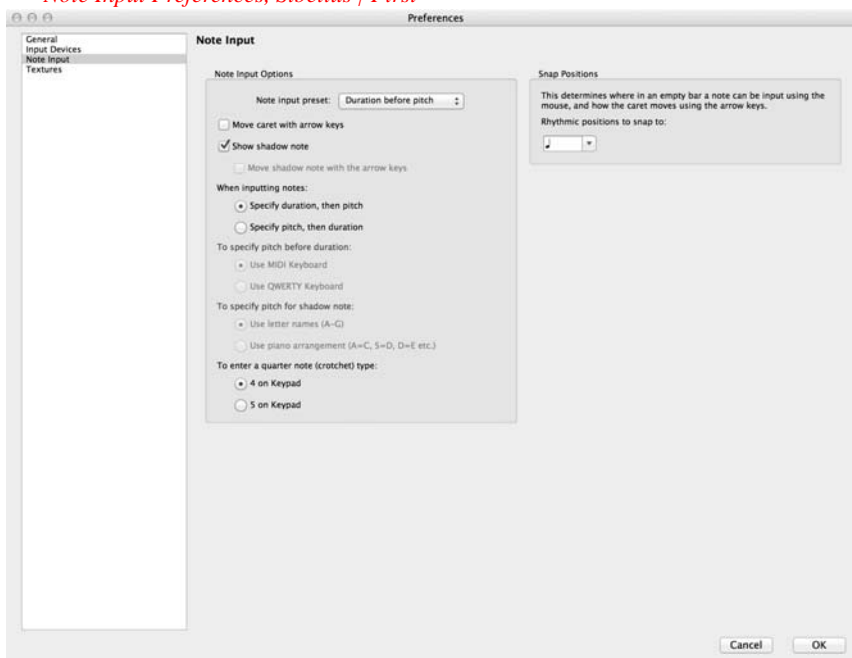 Note Input Preferences, Sibelius | First
Preferences
General
Input Devices
Note Input
Textures
Note Input
Note Input Options
Note input preset: Duration before pitch
Move caret with arrow keys
Show shadow note
Move shadow note with the arrow keys
When inputting notes:
Specify duration, then pitch
Specify pitch, then duration
To specify pitch before duration:
Use MIDI Keyboard
Use QWERTY Keyboard
To specify pitch for shadow note:
Use letter names (A-G)
Use piano arrangement (A=C, S=D, D=E etc.)
To enter a quarter note (crotchet) type:
4 on Keypad
5 on Keypad
Snap Positions
This determines where in an empty bar a note can be input using the
mouse, and how the caret moves using the arrow keys.
Rhythmic positions to snap to:
Cancel OK